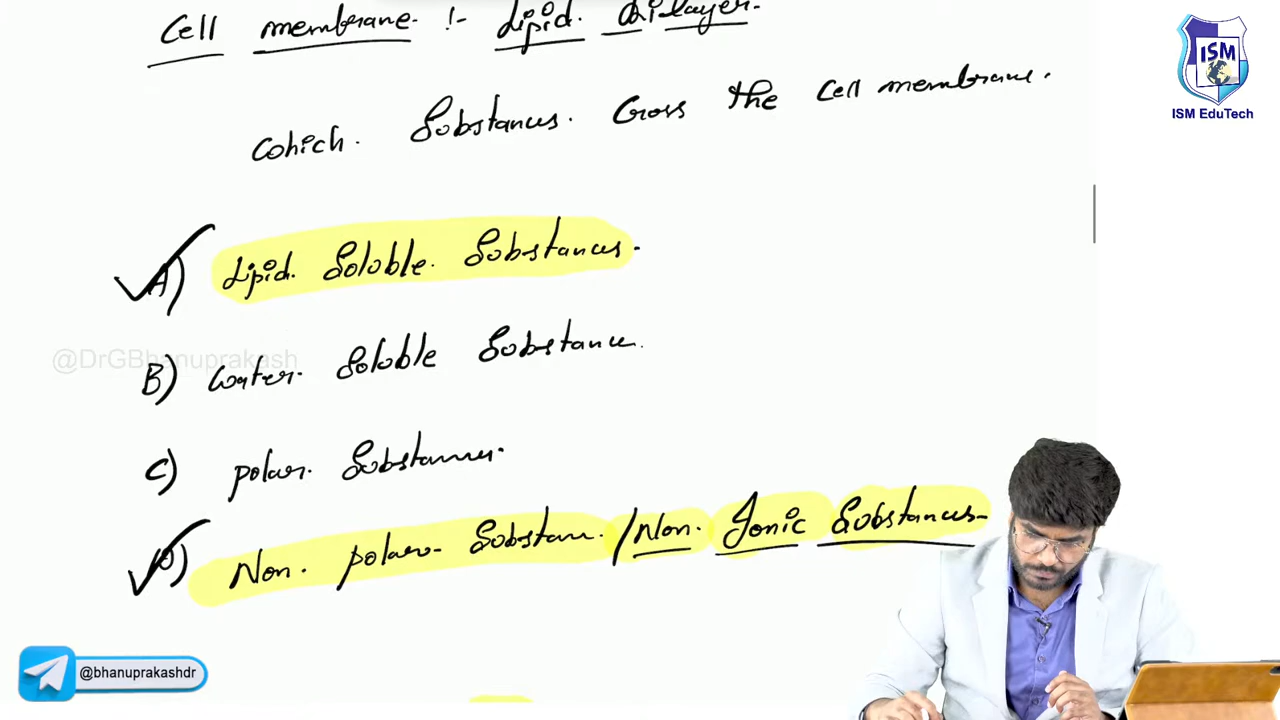 Cell membrane :- Lipid Bilayer.
ISM
ISM EduTech
which Substances Cross the Cell membrane.
A) Lipid Soluble Substances.
@DrGBhanuprakash
B) Water Soluble Substance.
C) polar Substances.
D) Non polar Substance / Non Ionic Substances
@bhanuprakashdr